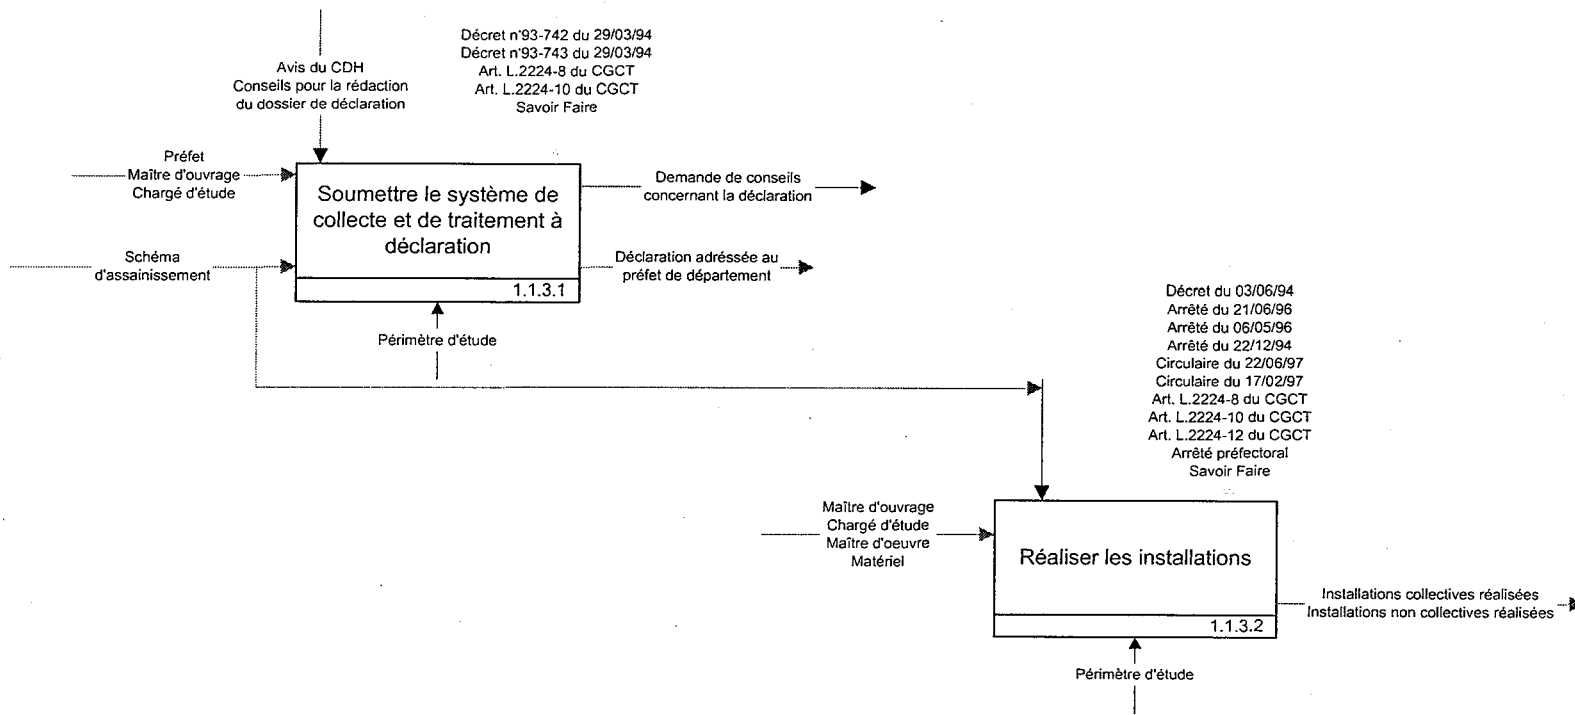 Décret n°93-742 du 29/03/94
Décret n°93-743 du 29/03/94
Art. L.2224-8 du CGCT
Art. L.2224-10 du CGCT
Savoir Faire
Avis du CDH
Conseils pour la rédaction
du dossier de déclaration
Préfet
Maître d'ouvrage
Chargé d'étude
Soumettre le système de
collecte et de traitement à
déclaration
1.1.3.1
Demande de conseils
concernant la déclaration
Schéma
d'assainissement
Déclaration adréssée au
préfet de département
Périmètre d'étude
Décret du 03/06/94
Arrêté du 21/06/96
Arrêté du 06/05/96
Arrêté du 22/12/94
Circulaire du 22/06/97
Circulaire du 17/02/97
Art. L.2224-8 du CGCT
Art. L.2224-10 du CGCT
Art. L.2224-12 du CGCT
Arrêté préfectoral
Savoir Faire
Maître d'ouvrage
Chargé d'étude
Maître d'oeuvre
Matériel
Réaliser les installations
1.1.3.2
Installations collectives réalisées
Installations non collectives réalisées
Périmètre d'étude